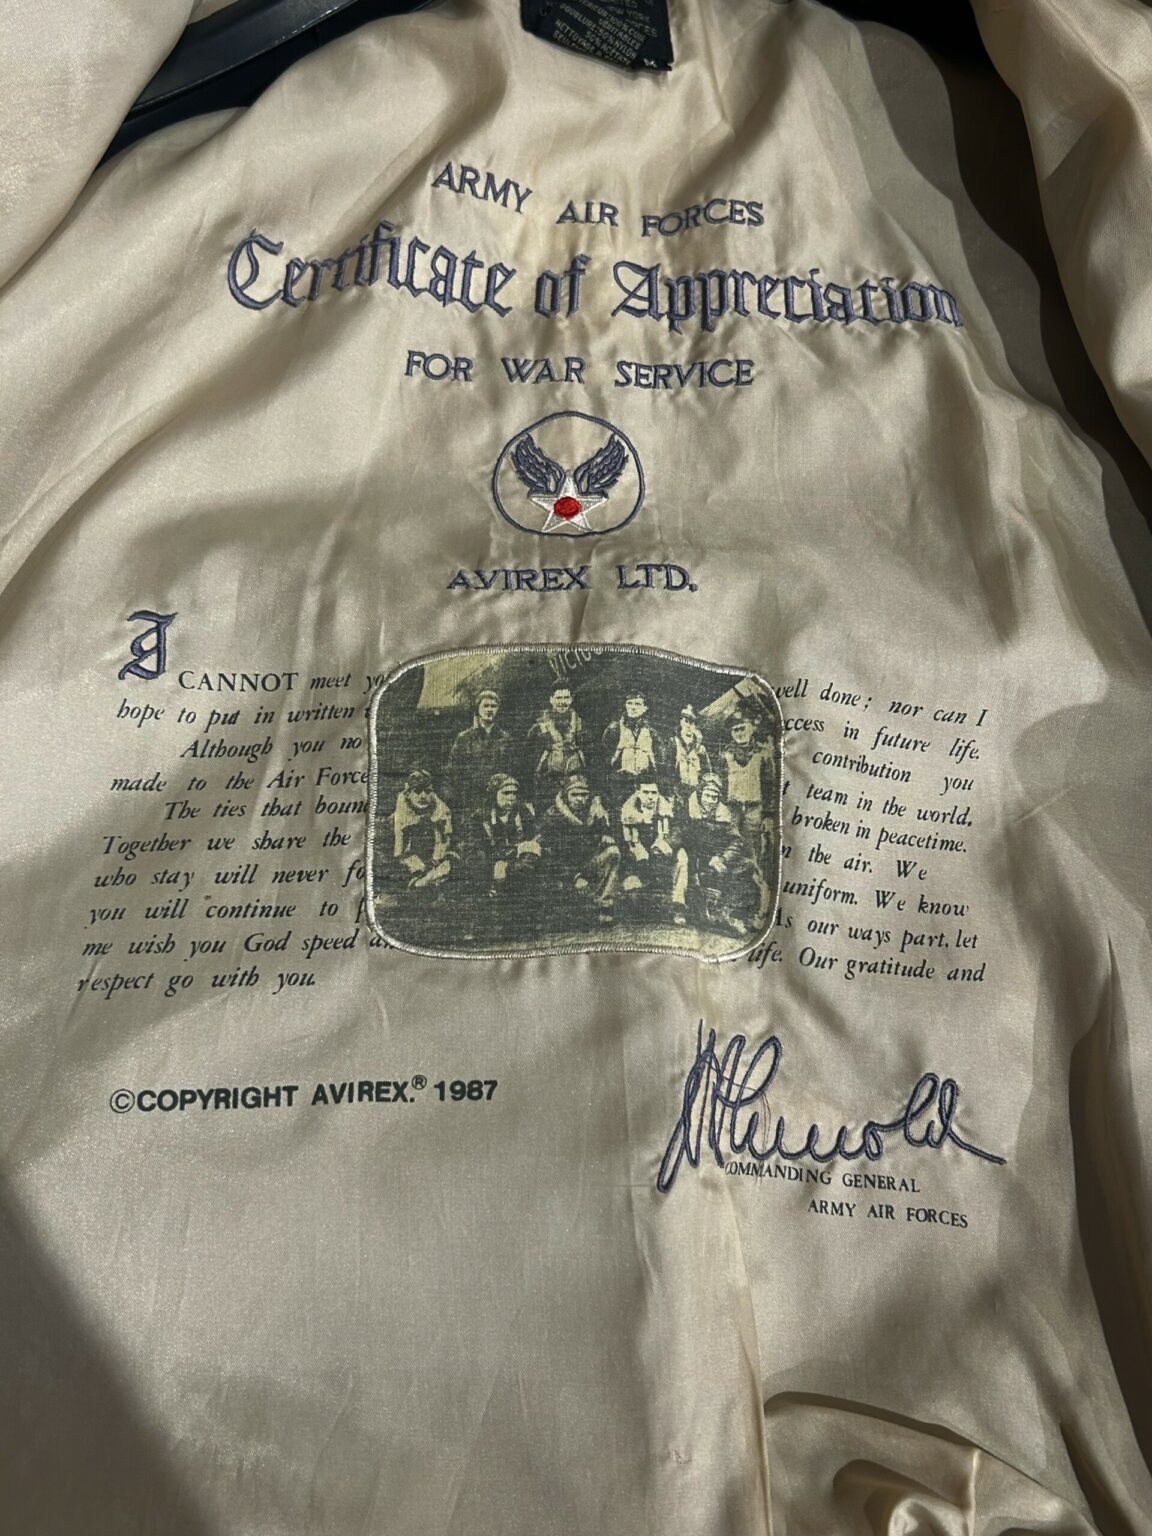 DOUBLURE:
NETTOYAGE
ARMY AIR FORCES
Certificate of Appreciation
FOR WAR SERVICE
AVIREX LTD.
I CANNOT meet well done; nor can I
hope to put in written in future life.
Although you no contribution you
made to the Air Force team in the world.
The ties that boun broken in peacetime.
Together we share the the air. We
who stay will never uniform. We know
you will continue to our ways part, let
me wish you God speed life. Our gratitude and
respect go with you.
VICTO
©COPYRIGHT AVIREX.® 1987
H H Arnold
COMMANDING GENERAL
ARMY AIR FORCES